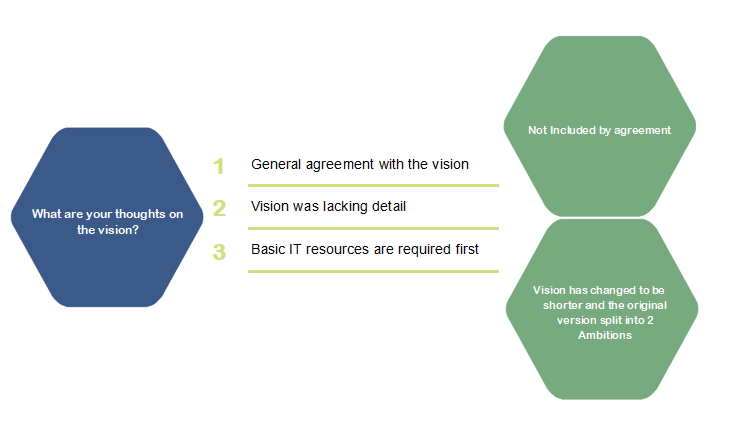 What are your thoughts on
the vision?
1 General agreement with the vision
2 Vision was lacking detail
3 Basic IT resources are required first
Not Included by agreement
Vision has changed to be
shorter and the original
version split into 2
Ambitions